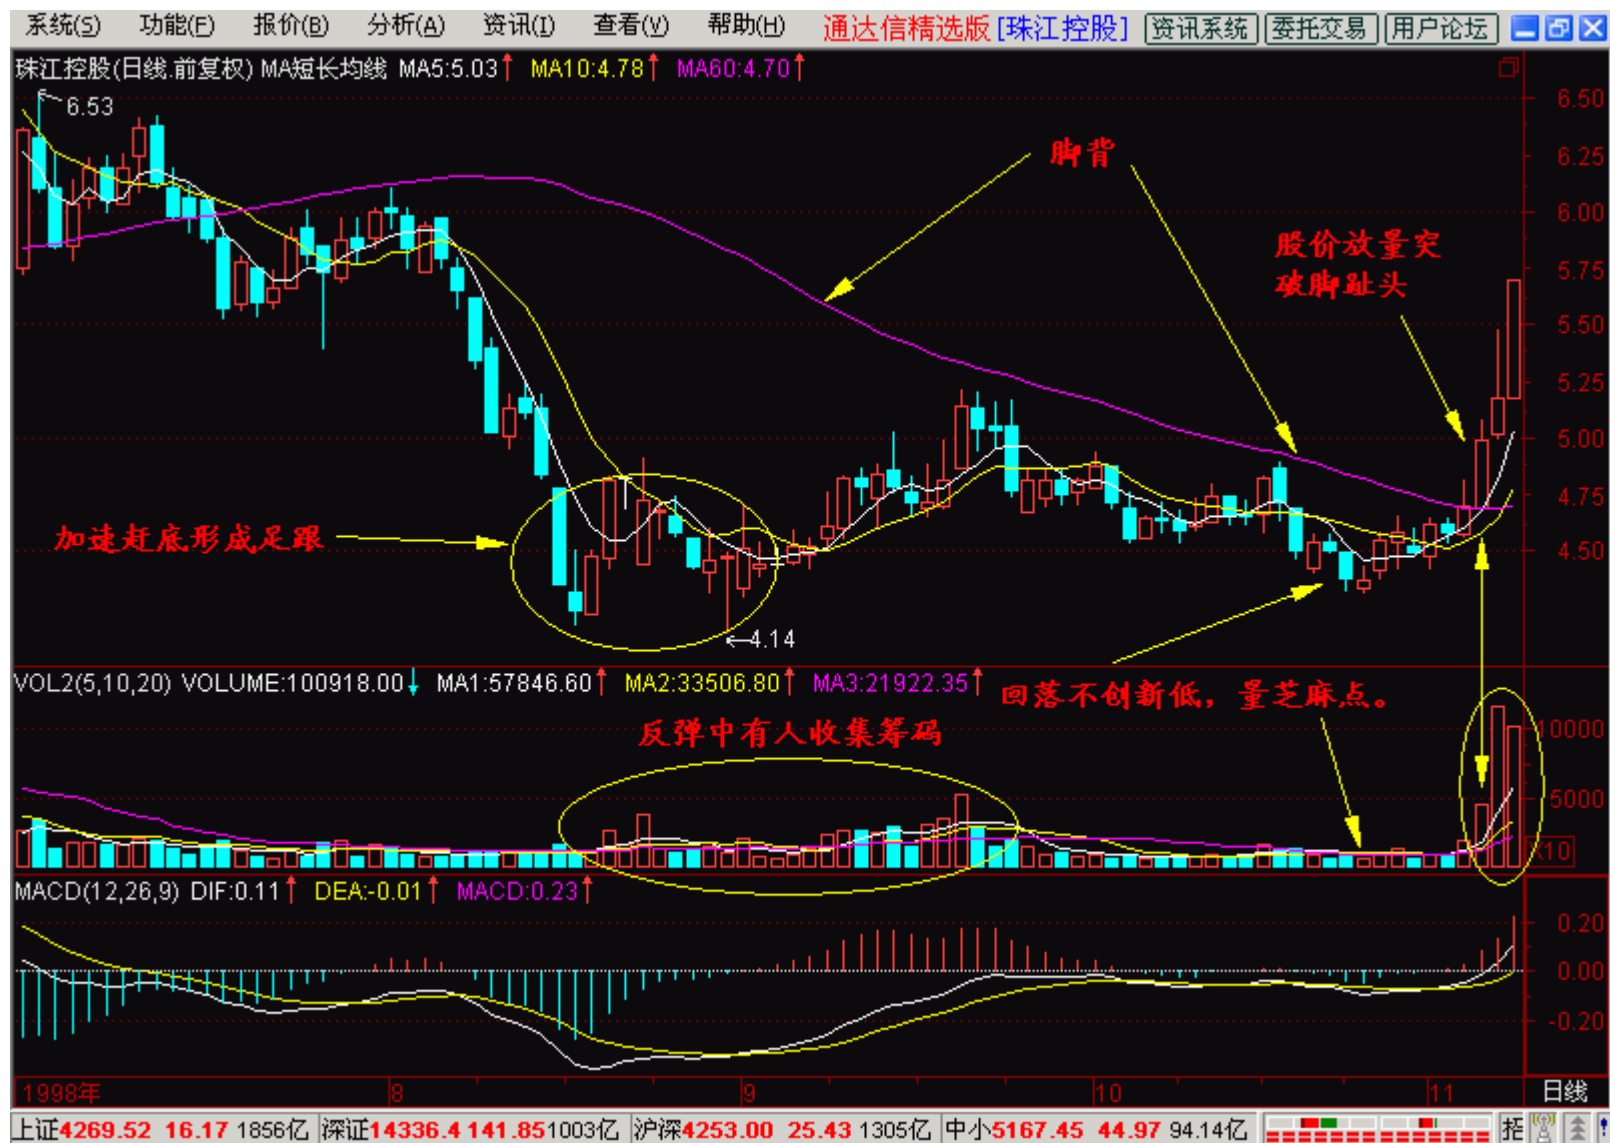 系统(S) 功能(F) 报价(B) 分析(A) 资讯(I) 查看(V) 帮助(H) 通达信精选版 [珠江控股] 资讯系统 委托交易 用户论坛
珠江控股(日线.前复权) MA短长均线 MA5:5.03↑ MA10:4.78↑ MA60:4.70↑
6.53
6.50
脚背
6.25
6.00
股价放量突
破脚趾头
5.75
5.50
5.25
5.00
4.75
加速赶底形成足跟
4.50
4.14
VOL2(5,10,20) VOLUME:100918.00↓ MA1:57846.60↑ MA2:33506.80↑ MA3:21922.35↑
回落不创新低，量芝麻点。
反弹中有人收集筹码
10000
5000
X10
MACD(12,26,9) DIF:0.11↑ DEA:-0.01↑ MACD:0.23↑
0.20
0.00
-0.20
1998年 8 9 10 11 日线
上证4269.52 16.17 1856亿 深证14336.4 141.85 1003亿 沪深4253.00 25.43 1305亿 中小5167.45 44.97 94.14亿